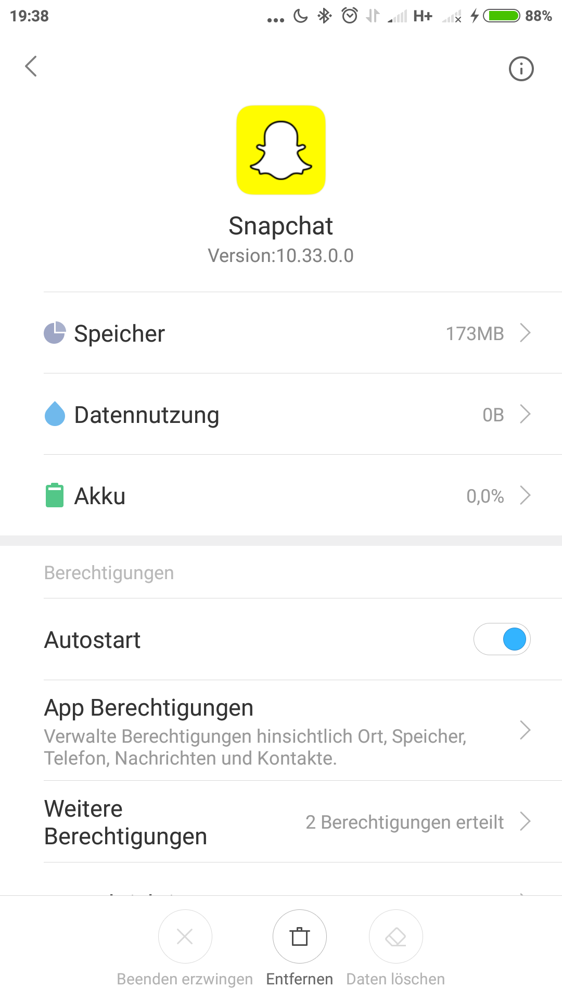 19:38
H+
88%
Snapchat
Version:10.33.0.0
Speicher
173MB
Datennutzung
0B
Akku
0,0%
Berechtigungen
Autostart
App Berechtigungen
Verwalte Berechtigungen hinsichtlich Ort, Speicher,
Telefon, Nachrichten und Kontakte.
Weitere
Berechtigungen
2 Berechtigungen erteilt
Beenden erzwingen
Entfernen
Daten löschen